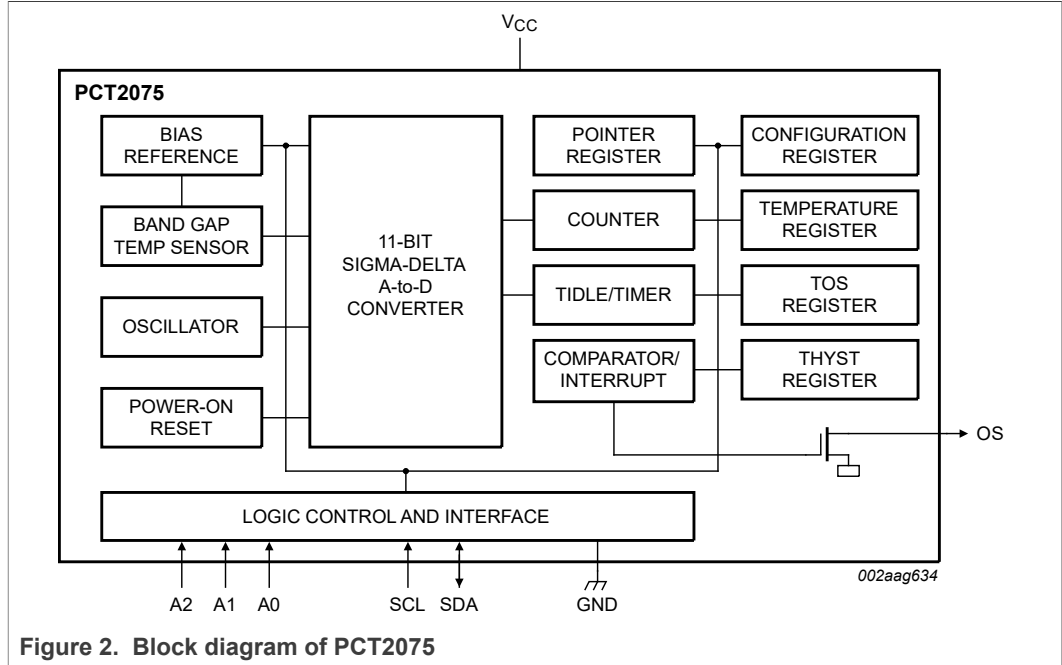 VCC
PCT2075
BIAS
REFERENCE
BAND GAP
TEMP SENSOR
OSCILLATOR
POWER-ON
RESET
11-BIT
SIGMA-DELTA
A-to-D
CONVERTER
POINTER
REGISTER
COUNTER
TIDLE/TIMER
COMPARATOR/
INTERRUPT
CONFIGURATION
REGISTER
TEMPERATURE
REGISTER
TOS
REGISTER
THYST
REGISTER
OS
LOGIC CONTROL AND INTERFACE
A2 A1 A0 SCL SDA GND
002aag634
Figure 2. Block diagram of PCT2075